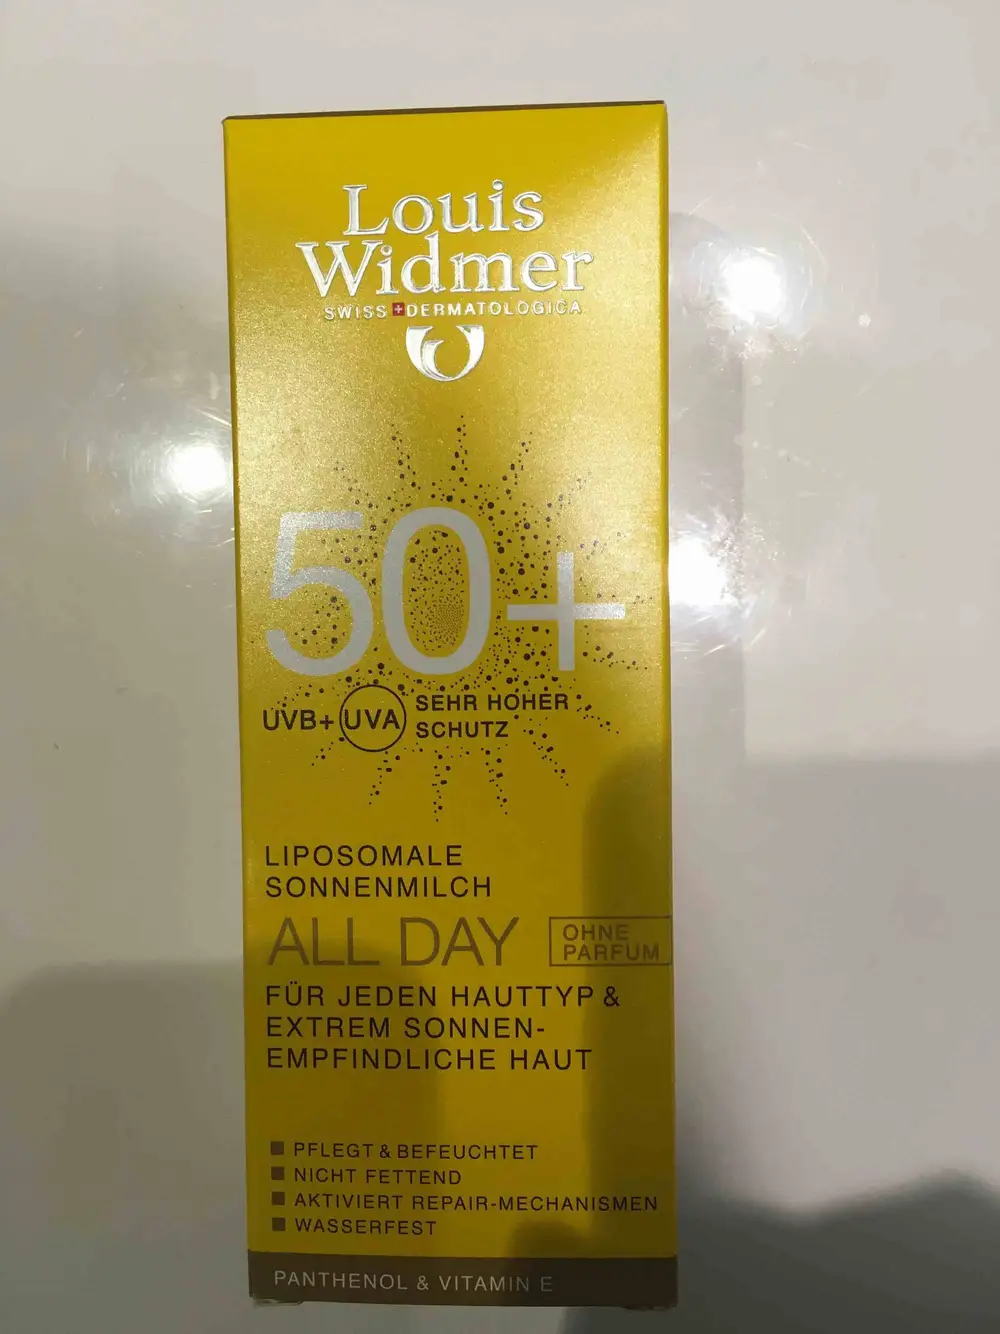 Louis
Widmer
SWISS DERMATOLOGICA
50+
UVB+ UVA SEHR HOHER
SCHUTZ
LIPOSOMALE
SONNENMILCH
ALL DAY OHNE
PARFUM
FÜR JEDEN HAUTTYP &
EXTREM SONNEN-
EMPFINDLICHE HAUT
PFLEGT & BEFEUCHTET
NICHT FETTEND
AKTIVIERT REPAIR-MECHANISMEN
WASSERFEST
PANTHENOL & VITAMIN E